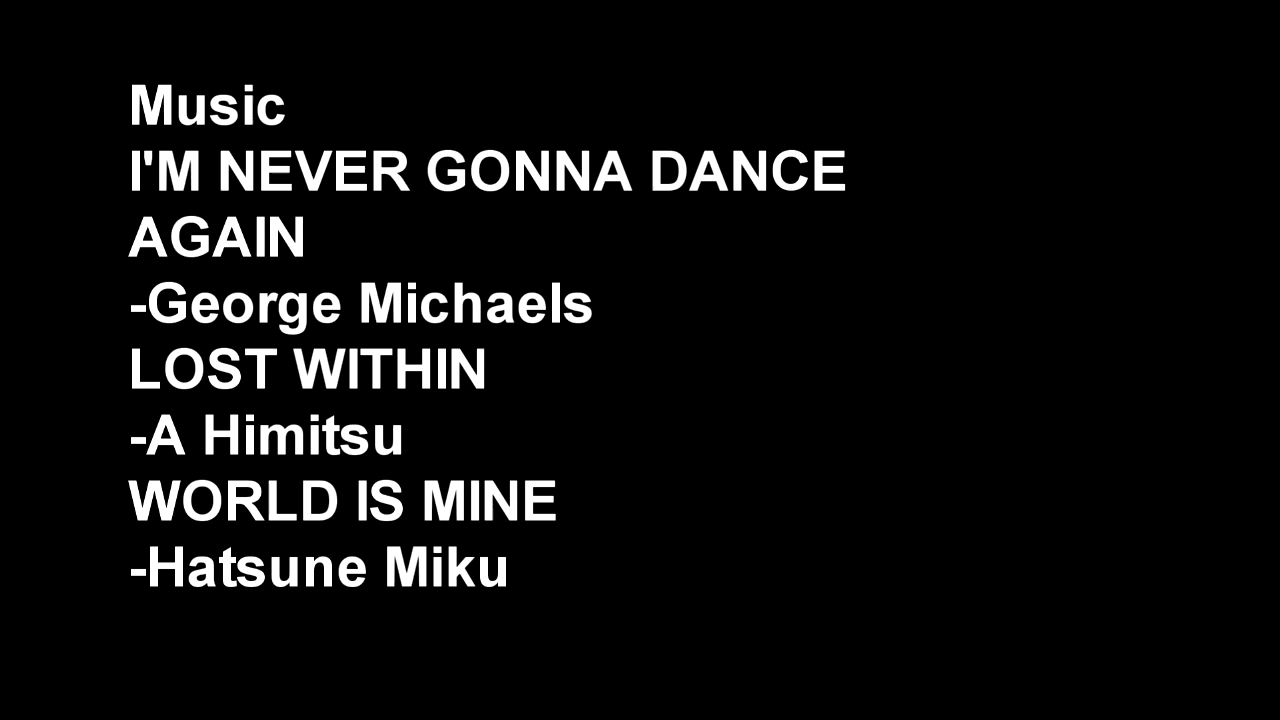 Music
I'M NEVER GONNA DANCE
AGAIN
-George Michaels
LOST WITHIN
-A Himitsu
WORLD IS MINE
-Hatsune Miku